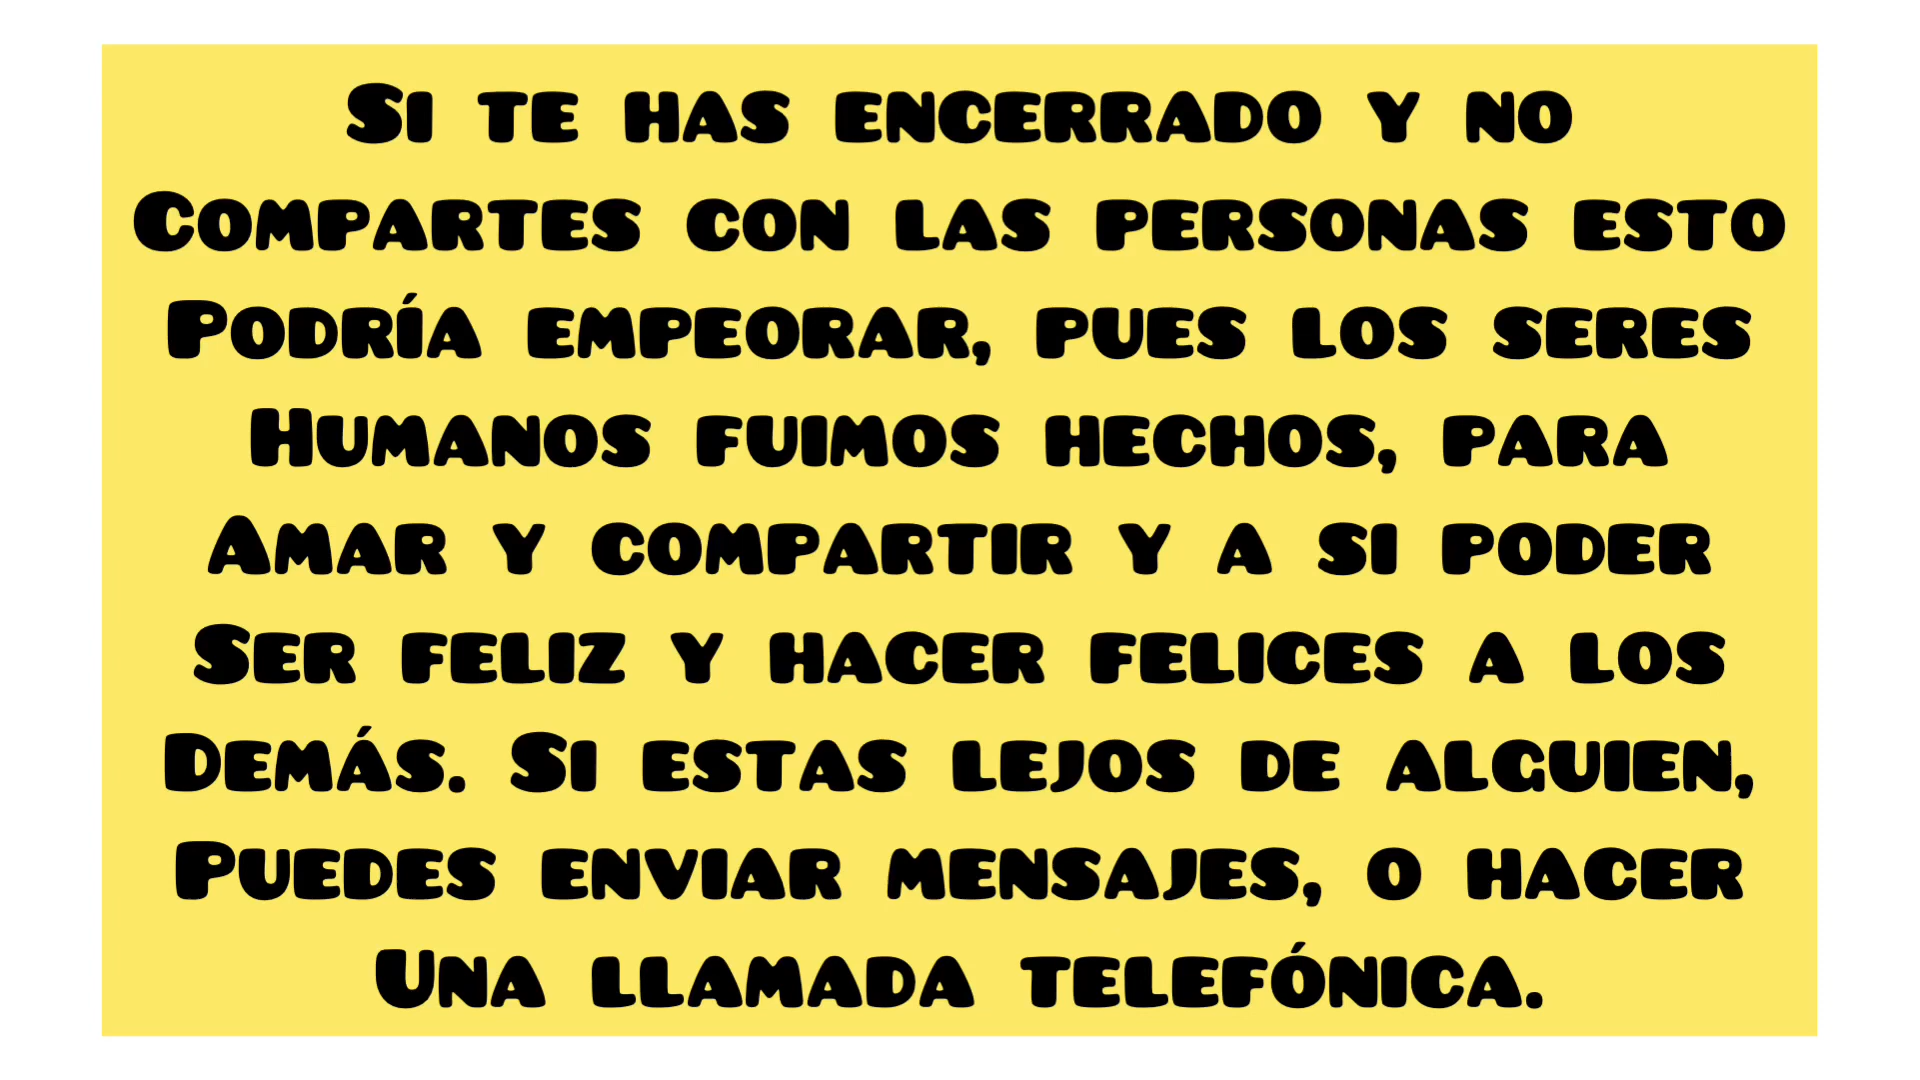 Si te has encerrado y no
Compartes con las personas esto
Podría empeorar, pues los seres
Humanos fuimos hechos, para
Amar y compartir y a si poder
Ser feliz y hacer felices a los
Demás. Si estas lejos de alguien,
Puedes enviar mensajes, o hacer
Una llamada telefónica.